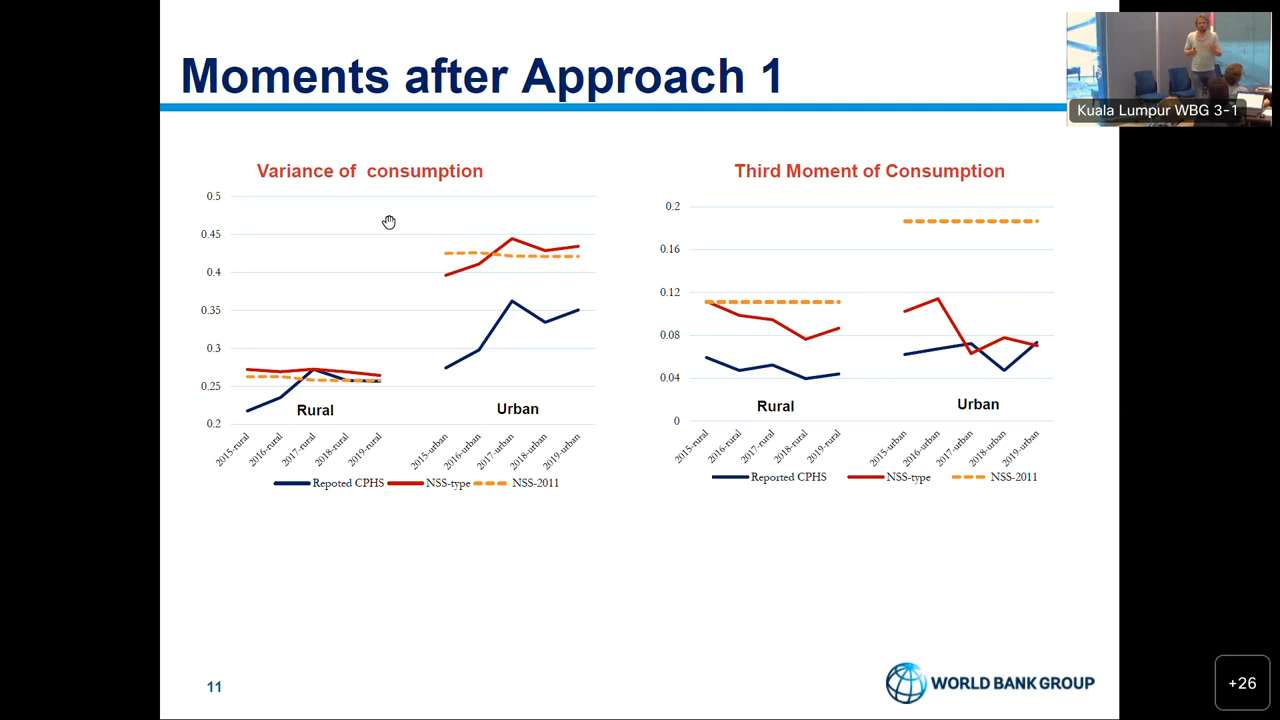 Moments after Approach 1
Kuala Lumpur WBG 3-1
Variance of consumption
0.5
0.45
0.4
0.35
0.3
0.25
0.2
Rural
Urban
2015-rural
2016-rural
2017-rural
2018-rural
2019-rural
2015-urban
2016-urban
2017-urban
2018-urban
2019-urban
Repoted CPHS NSS-type NSS-2011
Third Moment of Consumption
0.2
0.16
0.12
0.08
0.04
0
Rural
Urban
2015-rural
2016-rural
2017-rural
2018-rural
2019-rural
2015-urban
2016-urban
2017-urban
2018-urban
2019-urban
Reported CPHS NSS-type NSS-2011
11
WORLD BANK GROUP
+26